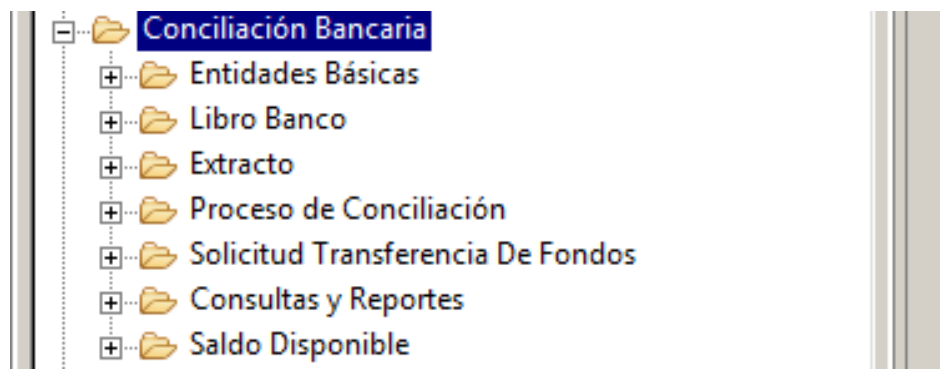 Conciliación Bancaria
Entidades Básicas
Libro Banco
Extracto
Proceso de Conciliación
Solicitud Transferencia De Fondos
Consultas y Reportes
Saldo Disponible